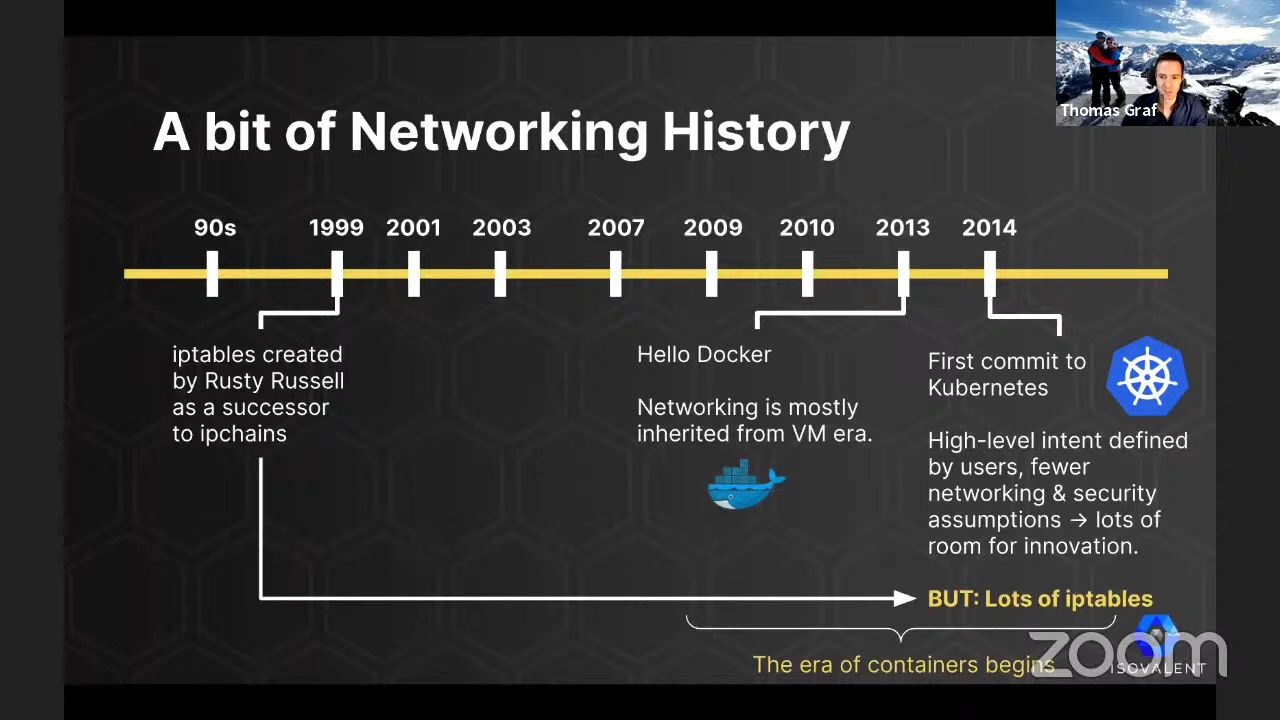 Thomas Graf
A bit of Networking History
90s 1999 2001 2003 2007 2009 2010 2013 2014
iptables created
by Rusty Russell
as a successor
to ipchains
Hello Docker
Networking is mostly
inherited from VM era.
First commit to
Kubernetes
High-level intent defined
by users, fewer
networking & security
assumptions → lots of
room for innovation.
BUT: Lots of iptables
The era of containers begins
zoom
ISOVALENT